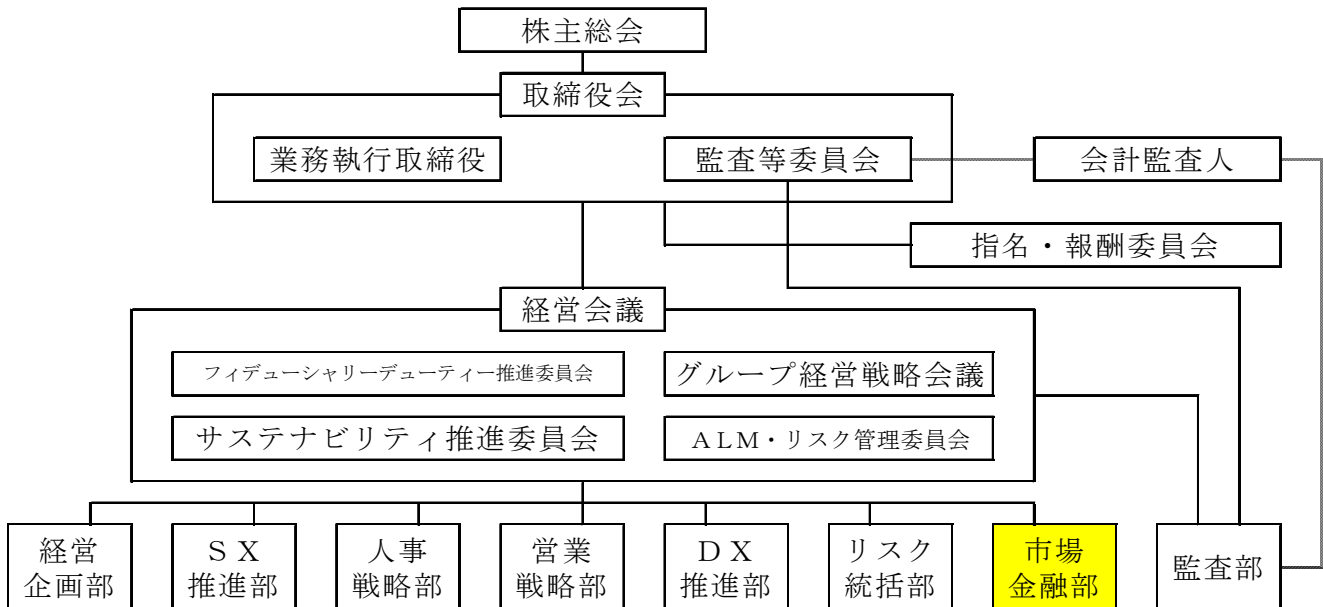 株主総会
取締役会
業務執行取締役
監査等委員会
会計監査人
指名・報酬委員会
経営会議
フィデューシャリーデューティー推進委員会
グループ経営戦略会議
サステナビリティ推進委員会
ＡＬＭ・リスク管理委員会
経営
企画部
ＳＸ
推進部
人事
戦略部
営業
戦略部
ＤＸ
推進部
リスク
統括部
市場
金融部
監査部